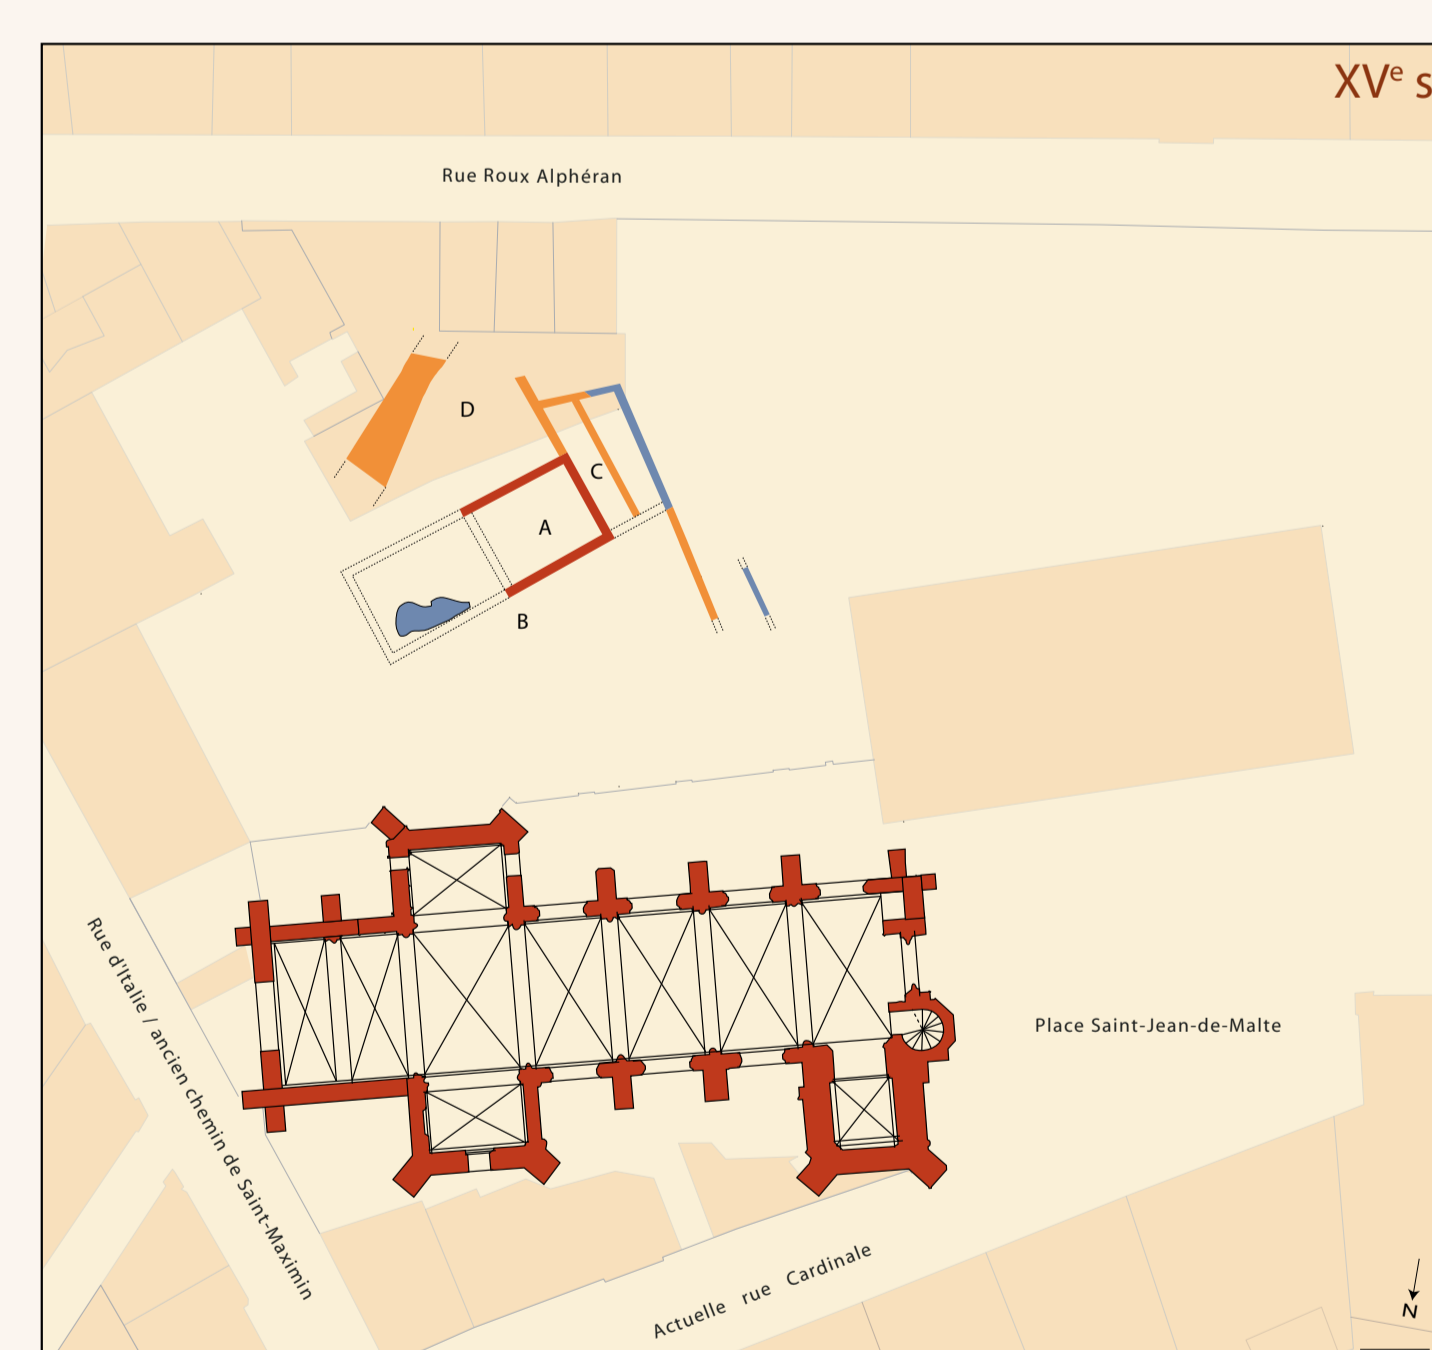 XVe s
Rue Roux Alphéran
D
C
A
B
Rue d'Italie / ancien chemin de Saint-Maximin
Place Saint-Jean-de-Malte
Actuelle rue Cardinale
N